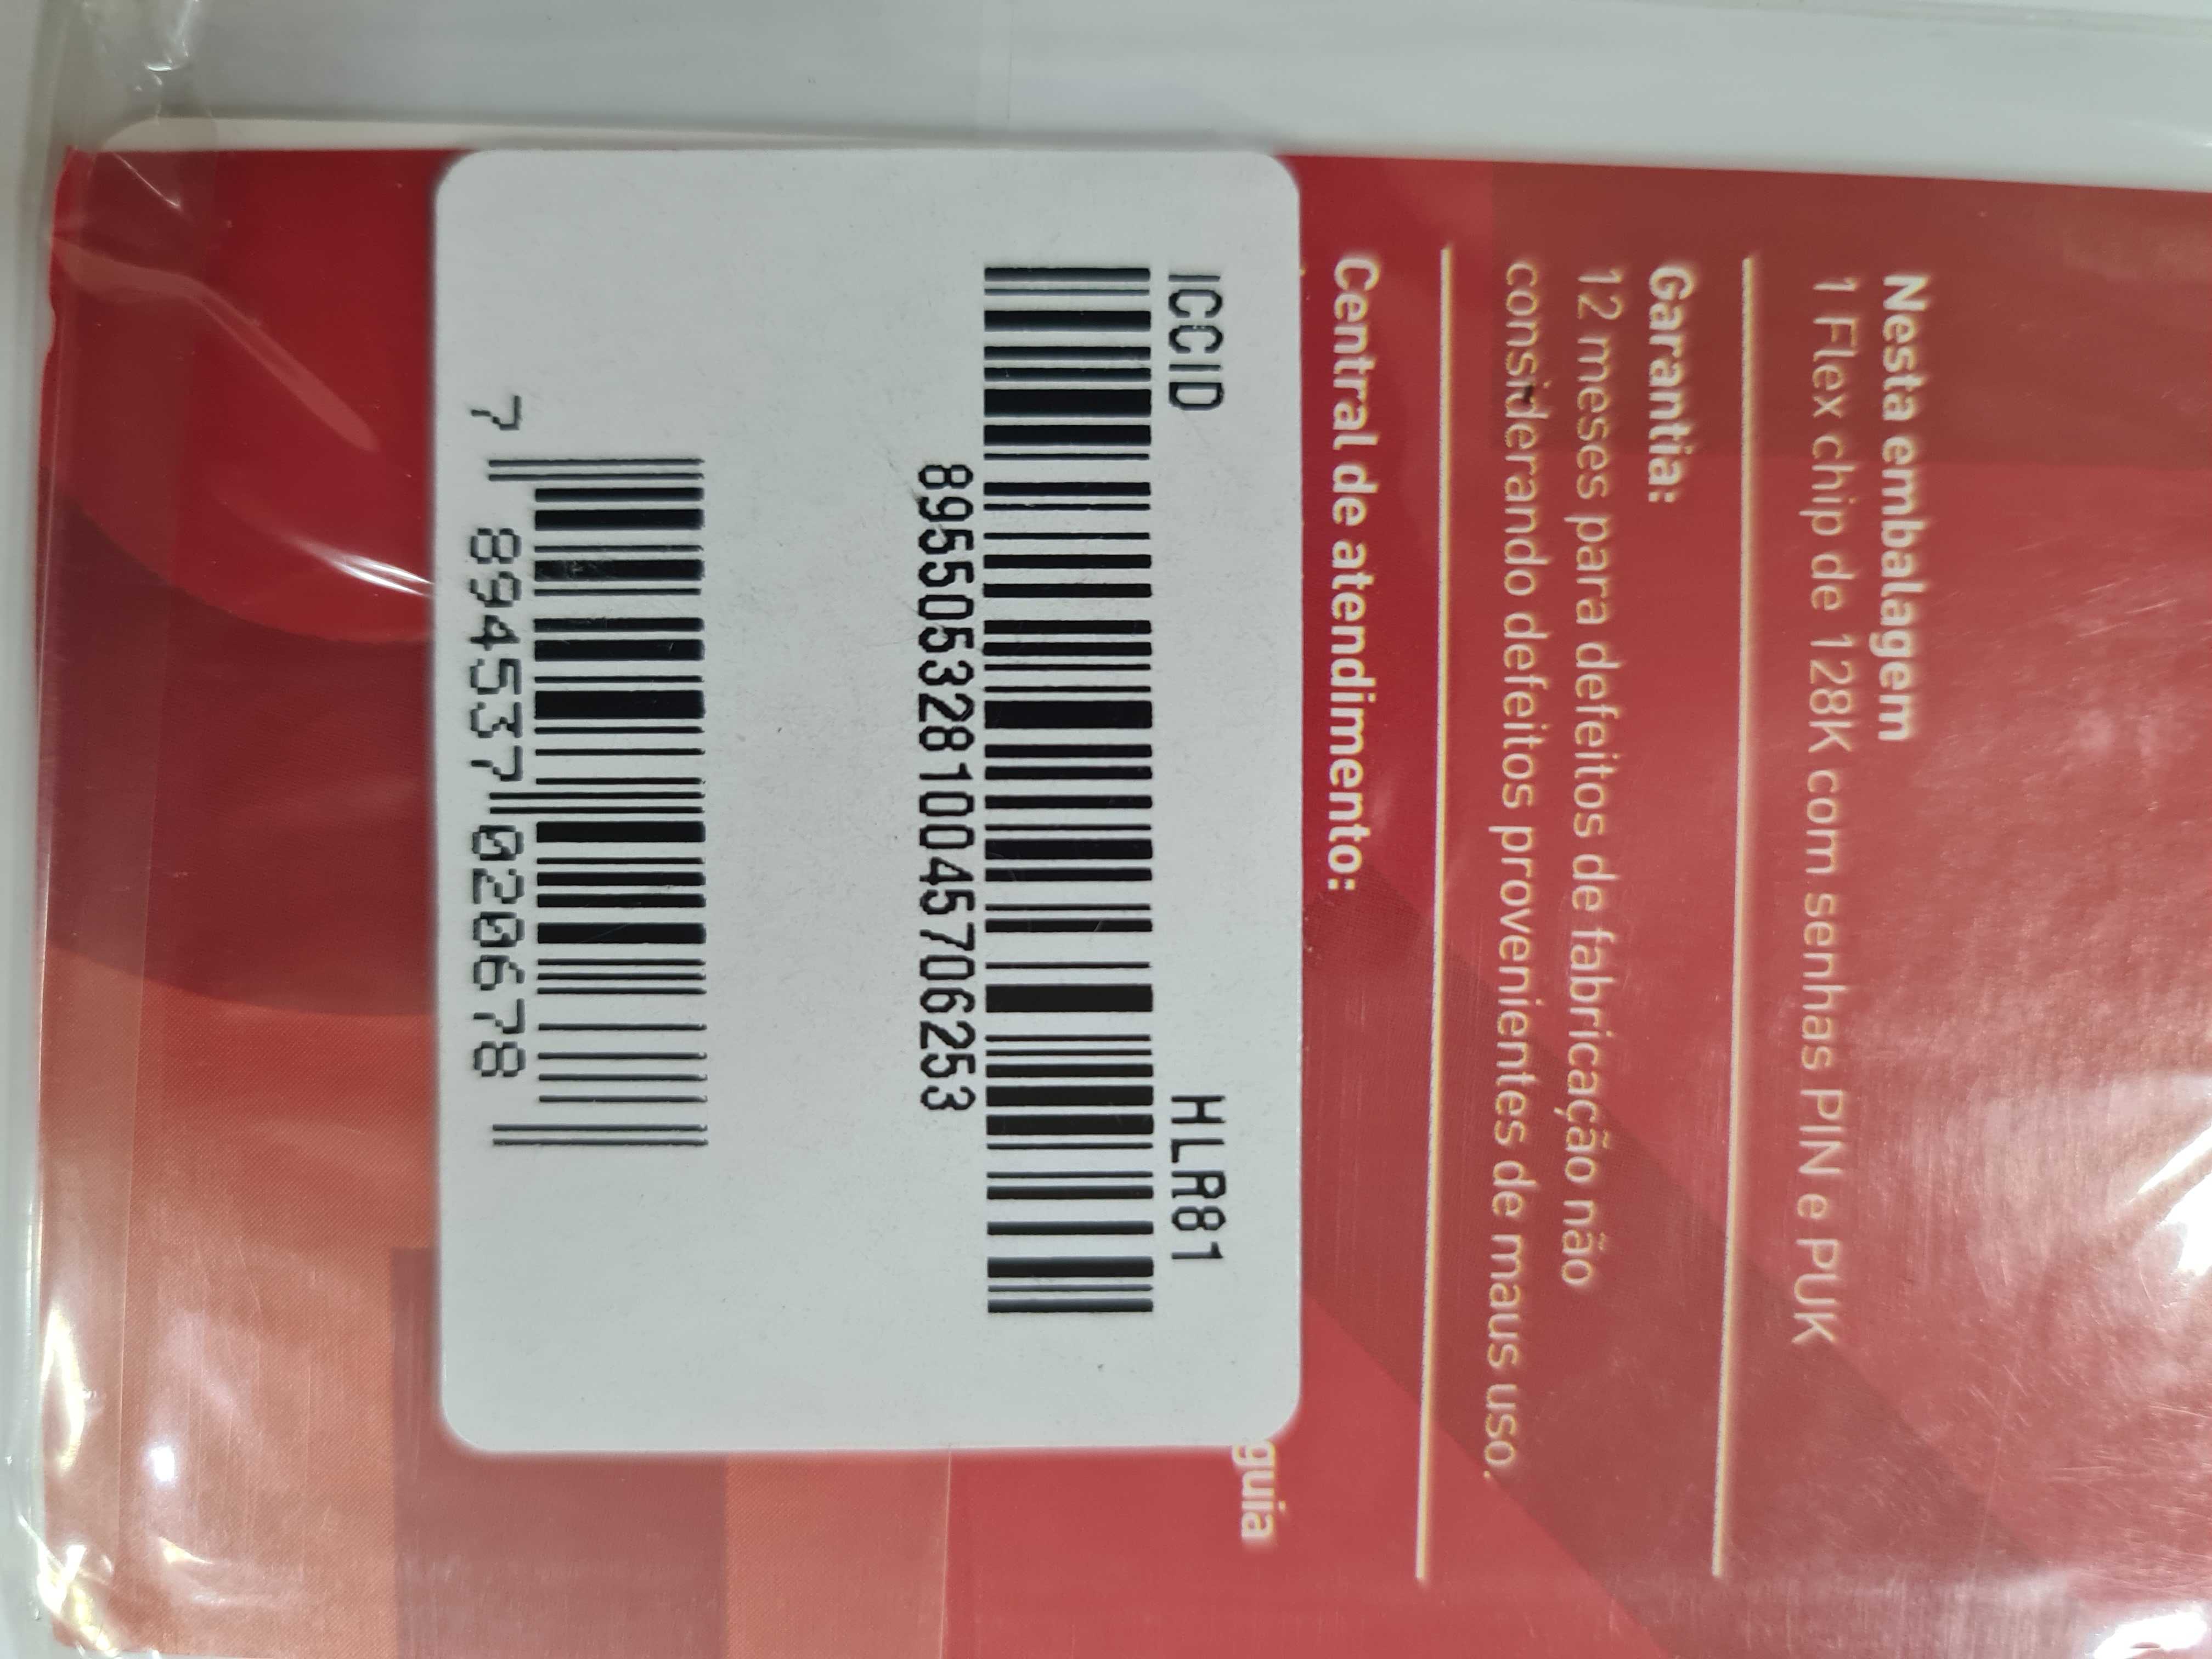 Nesta embalagem
1 Flex chip de 128K com senhas PIN e PUK
Garantia:
12 meses para defeitos de fabricação não
considerando defeitos provenientes de maus uso.
Central de atendimento:
guia
ICCID HLR81
89550532810045706253
7 894537 020678